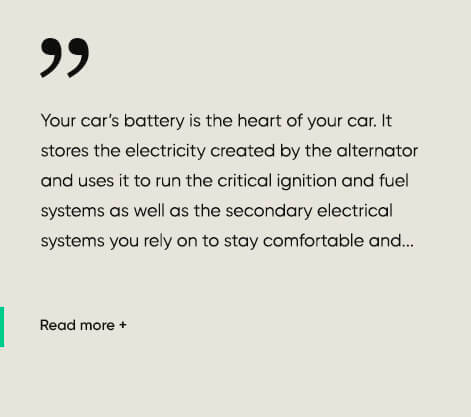 ”
Your car’s battery is the heart of your car. It
stores the electricity created by the alternator
and uses it to run the critical ignition and fuel
systems as well as the secondary electrical
systems you rely on to stay comfortable and...
Read more +